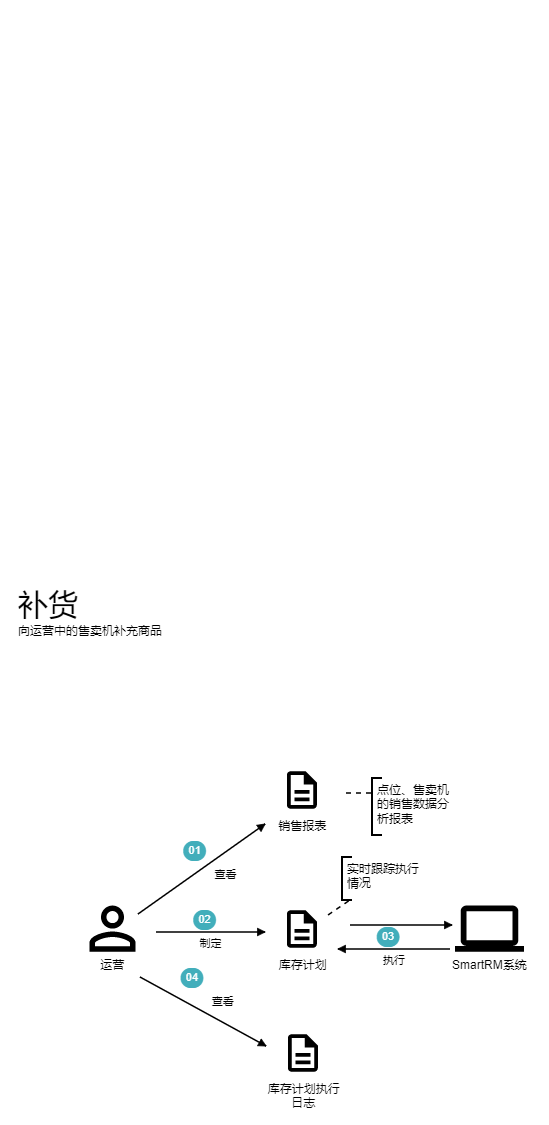 补货
向运营中的售卖机补充商品
点位、售卖机
的销售数据分
析报表
销售报表
01
查看
实时跟踪执行
情况
02
制定
03
执行
运营
库存计划
SmartRM系统
04
查看
库存计划执行
日志